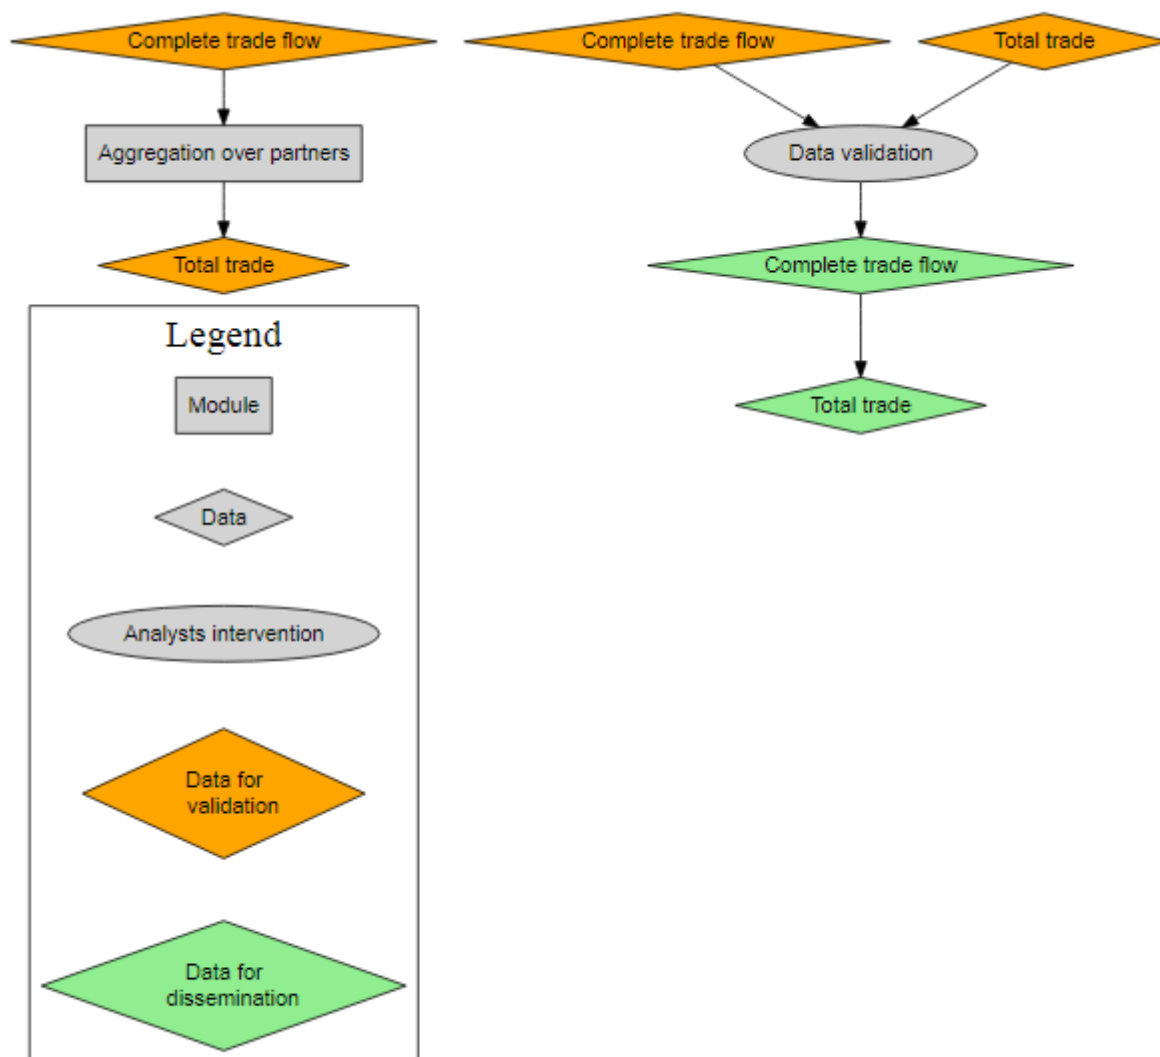 Complete trade flow
Complete trade flow
Total trade
Aggregation over partners
Data validation
Total trade
Complete trade flow
Legend
Module
Total trade
Data
Analysts intervention
Data for
validation
Data for
dissemination